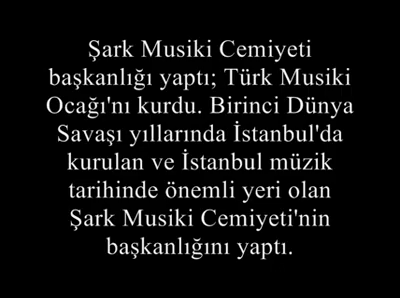 Şark Musiki Cemiyeti
başkanlığı yaptı; Türk Musiki
Ocağı'nı kurdu. Birinci Dünya
Savaşı yıllarında İstanbul'da
kurulan ve İstanbul müzik
tarihinde önemli yeri olan
Şark Musiki Cemiyeti'nin
başkanlığını yaptı.